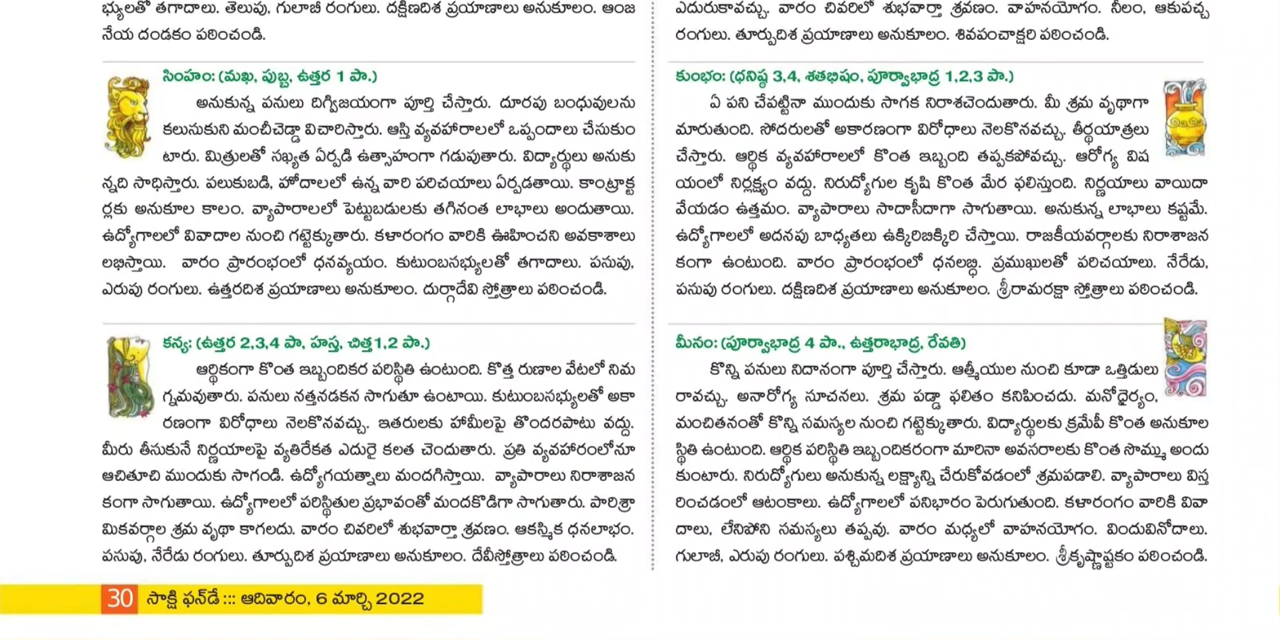 భ్యులతో తగాదాలు. తెలుపు, గులాబీ రంగులు. దక్షిణదిశ ప్రయాణాలు అనుకూలం. ఆంజ
నేయ దండకం పఠించండి.
సింహం: (మఖ, పుబ్బ, ఉత్తర 1 పా.)
అనుకున్న పనులు దిగ్విజయంగా పూర్తి చేస్తారు. దూరపు బంధువులను
కలుసుకుని మంచీచెడ్డా విచారిస్తారు. ఆస్తి వ్యవహారాలలో ఒప్పందాలు చేసుకుం
టారు. మిత్రులతో సఖ్యత ఏర్పడి ఉత్సాహంగా గడుపుతారు. విద్యార్థులు అనుకు
న్నది సాధిస్తారు. పలుకుబడి, హోదాలలో ఉన్న వారి పరిచయాలు ఏర్పడతాయి. కాంట్రాక్ట
ర్లకు అనుకూల కాలం. వ్యాపారాలలో పెట్టుబడులకు తగినంత లాభాలు అందుతాయి.
ఉద్యోగాలలో వివాదాల నుంచి గట్టెక్కుతారు. కళారంగం వారికి ఊహించని అవకాశాలు
లభిస్తాయి. వారం ప్రారంభంలో ధనవ్యయం. కుటుంబసభ్యులతో తగాదాలు. పసుపు,
ఎరుపు రంగులు. ఉత్తరదిశ ప్రయాణాలు అనుకూలం. దుర్గాదేవి స్తోత్రాలు పఠించండి.
కన్య: (ఉత్తర 2,3,4 పా, హస్త, చిత్త1,2 పా.)
ఆర్థికంగా కొంత ఇబ్బందికర పరిస్థితి ఉంటుంది. కొత్త రుణాల వేటలో నిమ
గ్నమవుతారు. పనులు నత్తనడకన సాగుతూ ఉంటాయి. కుటుంబసభ్యులతో అకా
రణంగా విరోధాలు నెలకొనవచ్చు. ఇతరులకు హామీలపై తొందరపాటు వద్దు.
మీరు తీసుకునే నిర్ణయాలపై వ్యతిరేకత ఎదురై కలత చెందుతారు. ప్రతి వ్యవహారంలోనూ
ఆచితూచి ముందుకు సాగండి. ఉద్యోగయత్నాలు మందగిస్తాయి. వ్యాపారాలు నిరాశాజన
కంగా సాగుతాయి. ఉద్యోగాలలో పరిస్థితుల ప్రభావంతో మందకొడిగా సాగుతారు. పారిశ్రా
మికవర్గాల శ్రమ వృథా కాగలదు. వారం చివరిలో శుభవార్తా శ్రవణం. ఆకస్మిక ధనలాభం.
పసుపు, నేరేడు రంగులు. తూర్పుదిశ ప్రయాణాలు అనుకూలం. దేవీస్తోత్రాలు పఠించండి.
ఎదురుకావచ్చు. వారం చివరిలో శుభవార్తా శ్రవణం. వాహనయోగం. నీలం, ఆకుపచ్చ
రంగులు. తూర్పుదిశ ప్రయాణాలు అనుకూలం. శివపంచాక్షరి పఠించండి.
కుంభం: (ధనిష్ఠ 3,4, శతభిషం, పూర్వాభాద్ర 1,2,3 పా.)
ఏ పని చేపట్టినా ముందుకు సాగక నిరాశచెందుతారు. మీ శ్రమ వృథాగా
మారుతుంది. సోదరులతో అకారణంగా విరోధాలు నెలకొనవచ్చు. తీర్థయాత్రలు
చేస్తారు. ఆర్థిక వ్యవహారాలలో కొంత ఇబ్బంది తప్పకపోవచ్చు. ఆరోగ్య విష
యంలో నిర్లక్ష్యం వద్దు. నిరుద్యోగుల కృషి కొంత మేర ఫలిస్తుంది. నిర్ణయాలు వాయిదా
వేయడం ఉత్తమం. వ్యాపారాలు సాదాసీదాగా సాగుతాయి. అనుకున్న లాభాలు కష్టమే.
ఉద్యోగాలలో అదనపు బాధ్యతలు ఉక్కిరిబిక్కిరి చేస్తాయి. రాజకీయవర్గాలకు నిరాశాజన
కంగా ఉంటుంది. వారం ప్రారంభంలో ధనలబ్ధి. ప్రముఖులతో పరిచయాలు. నేరేడు,
పసుపు రంగులు. దక్షిణదిశ ప్రయాణాలు అనుకూలం. శ్రీరామరక్షా స్తోత్రాలు పఠించండి.
మీనం: (పూర్వాభాద్ర 4 పా., ఉత్తరాభాద్ర, రేవతి)
కొన్ని పనులు నిదానంగా పూర్తి చేస్తారు. ఆత్మీయుల నుంచి కూడా ఒత్తిడులు
రావచ్చు. అనారోగ్య సూచనలు. శ్రమ పడ్డా ఫలితం కనిపించదు. మనోధైర్యం,
మంచితనంతో కొన్ని సమస్యల నుంచి గట్టెక్కుతారు. విద్యార్థులకు క్రమేపీ కొంత అనుకూల
స్థితి ఉంటుంది. ఆర్థిక పరిస్థితి ఇబ్బందికరంగా మారినా అవసరాలకు కొంత సొమ్ము అందు
కుంటారు. నిరుద్యోగులు అనుకున్న లక్ష్యాన్ని చేరుకోవడంలో శ్రమపడాలి. వ్యాపారాలు విస్త
రించడంలో ఆటంకాలు. ఉద్యోగాలలో పనిభారం పెరుగుతుంది. కళారంగం వారికి వివా
దాలు, లేనిపోని సమస్యలు తప్పవు. వారం మధ్యలో వాహనయోగం. విందువినోదాలు.
గులాబీ, ఎరుపు రంగులు. పశ్చిమదిశ ప్రయాణాలు అనుకూలం. శ్రీకృష్ణాష్టకం పఠించండి.
30 సాక్షి ఫన్‌డే ::: ఆదివారం, 6 మార్చి 2022